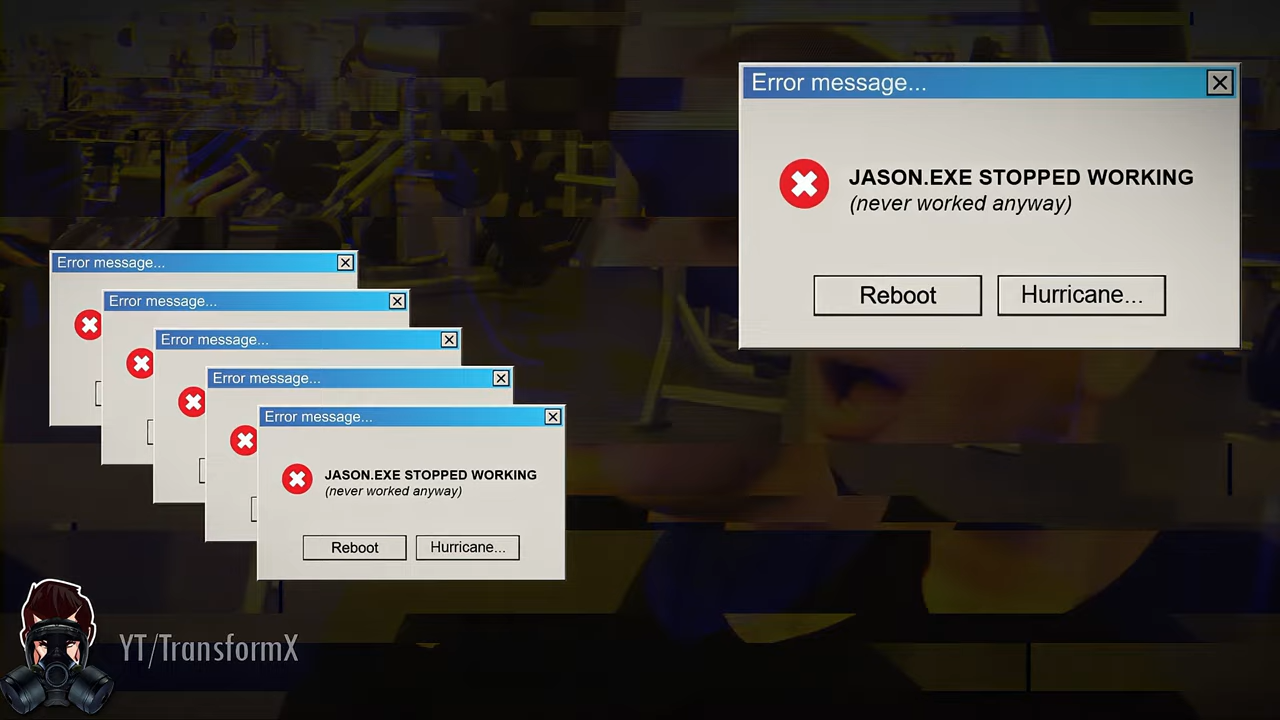 Error message...
JASON.EXE STOPPED WORKING
(never worked anyway)
Reboot
Hurricane...
Error message...
Error message...
Error message...
Error message...
Error message...
JASON.EXE STOPPED WORKING
(never worked anyway)
Reboot
Hurricane...
YT/TransformX